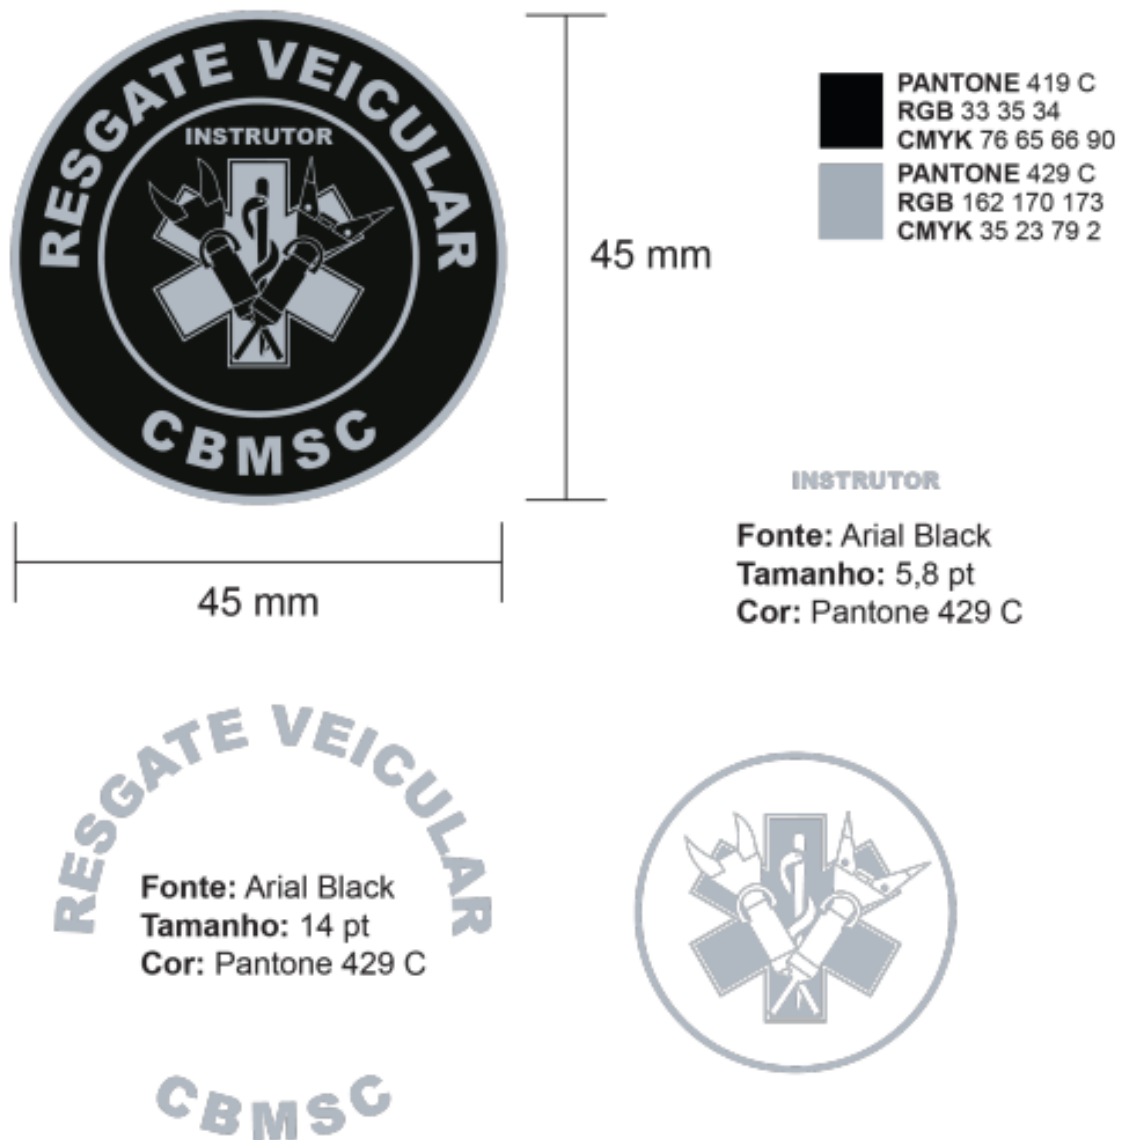 RESGATE VEICULAR
INSTRUTOR
CBMSC
45 mm
45 mm
PANTONE 419 C
RGB 33 35 34
CMYK 76 65 66 90
PANTONE 429 C
RGB 162 170 173
CMYK 35 23 79 2
INSTRUTOR
Fonte: Arial Black
Tamanho: 5,8 pt
Cor: Pantone 429 C
RESGATE VEICULAR
Fonte: Arial Black
Tamanho: 14 pt
Cor: Pantone 429 C
CBMSC